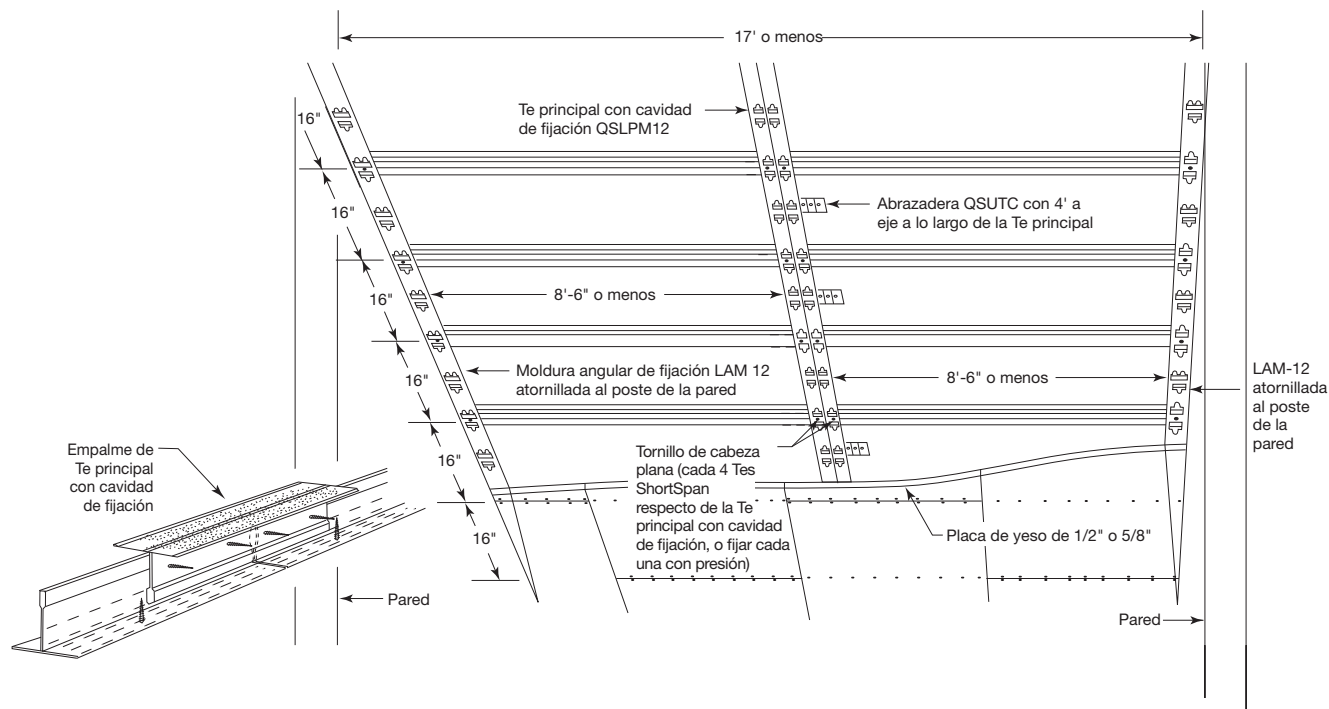 17' o menos
Te principal con cavidad
de fijación QSLPM12
16"
16"
Abrazadera QSUTC con 4' a
eje a lo largo de la Te principal
16"
8'-6" o menos
16"
Moldura angular de fijación LAM 12
atornillada al poste de la pared
8'-6" o menos
LAM-12
atornillada
al poste
de la
pared
16"
16"
Empalme de
Te principal
con cavidad
de fijación
Tornillo de cabeza
plana (cada 4 Tes
ShortSpan
respecto de la Te
principal con cavidad
de fijación, o fijar cada
una con presión)
Placa de yeso de 1/2" o 5/8"
Pared
Pared